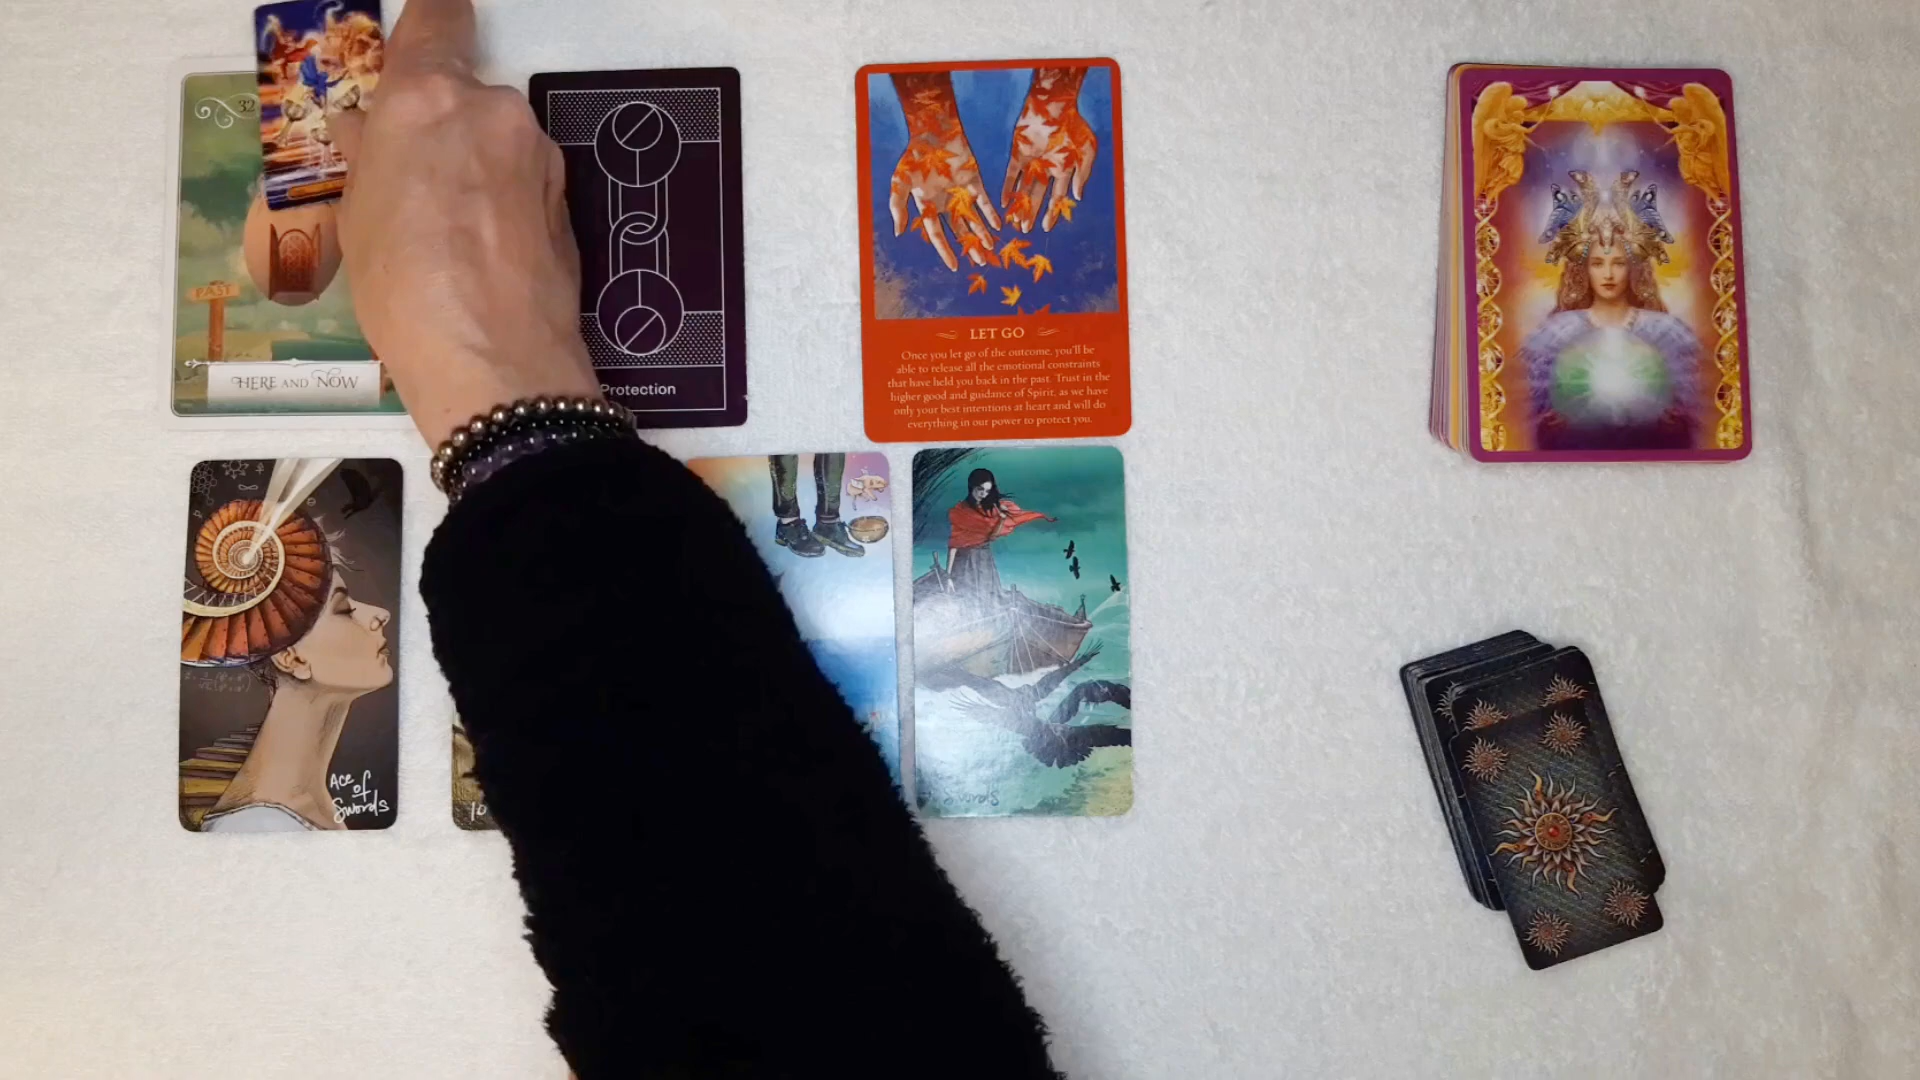 32
PAST
HERE AND NOW
Protection
LET GO
Once you let go of the outcome, you'll be
able to release all the emotional constraints
that have held you back in the past. Trust in the
higher good and guidance of Spirit, as we have
only your best intentions at heart and will do
everything in our power to protect you.
Ace
of
Swords
10
Swords